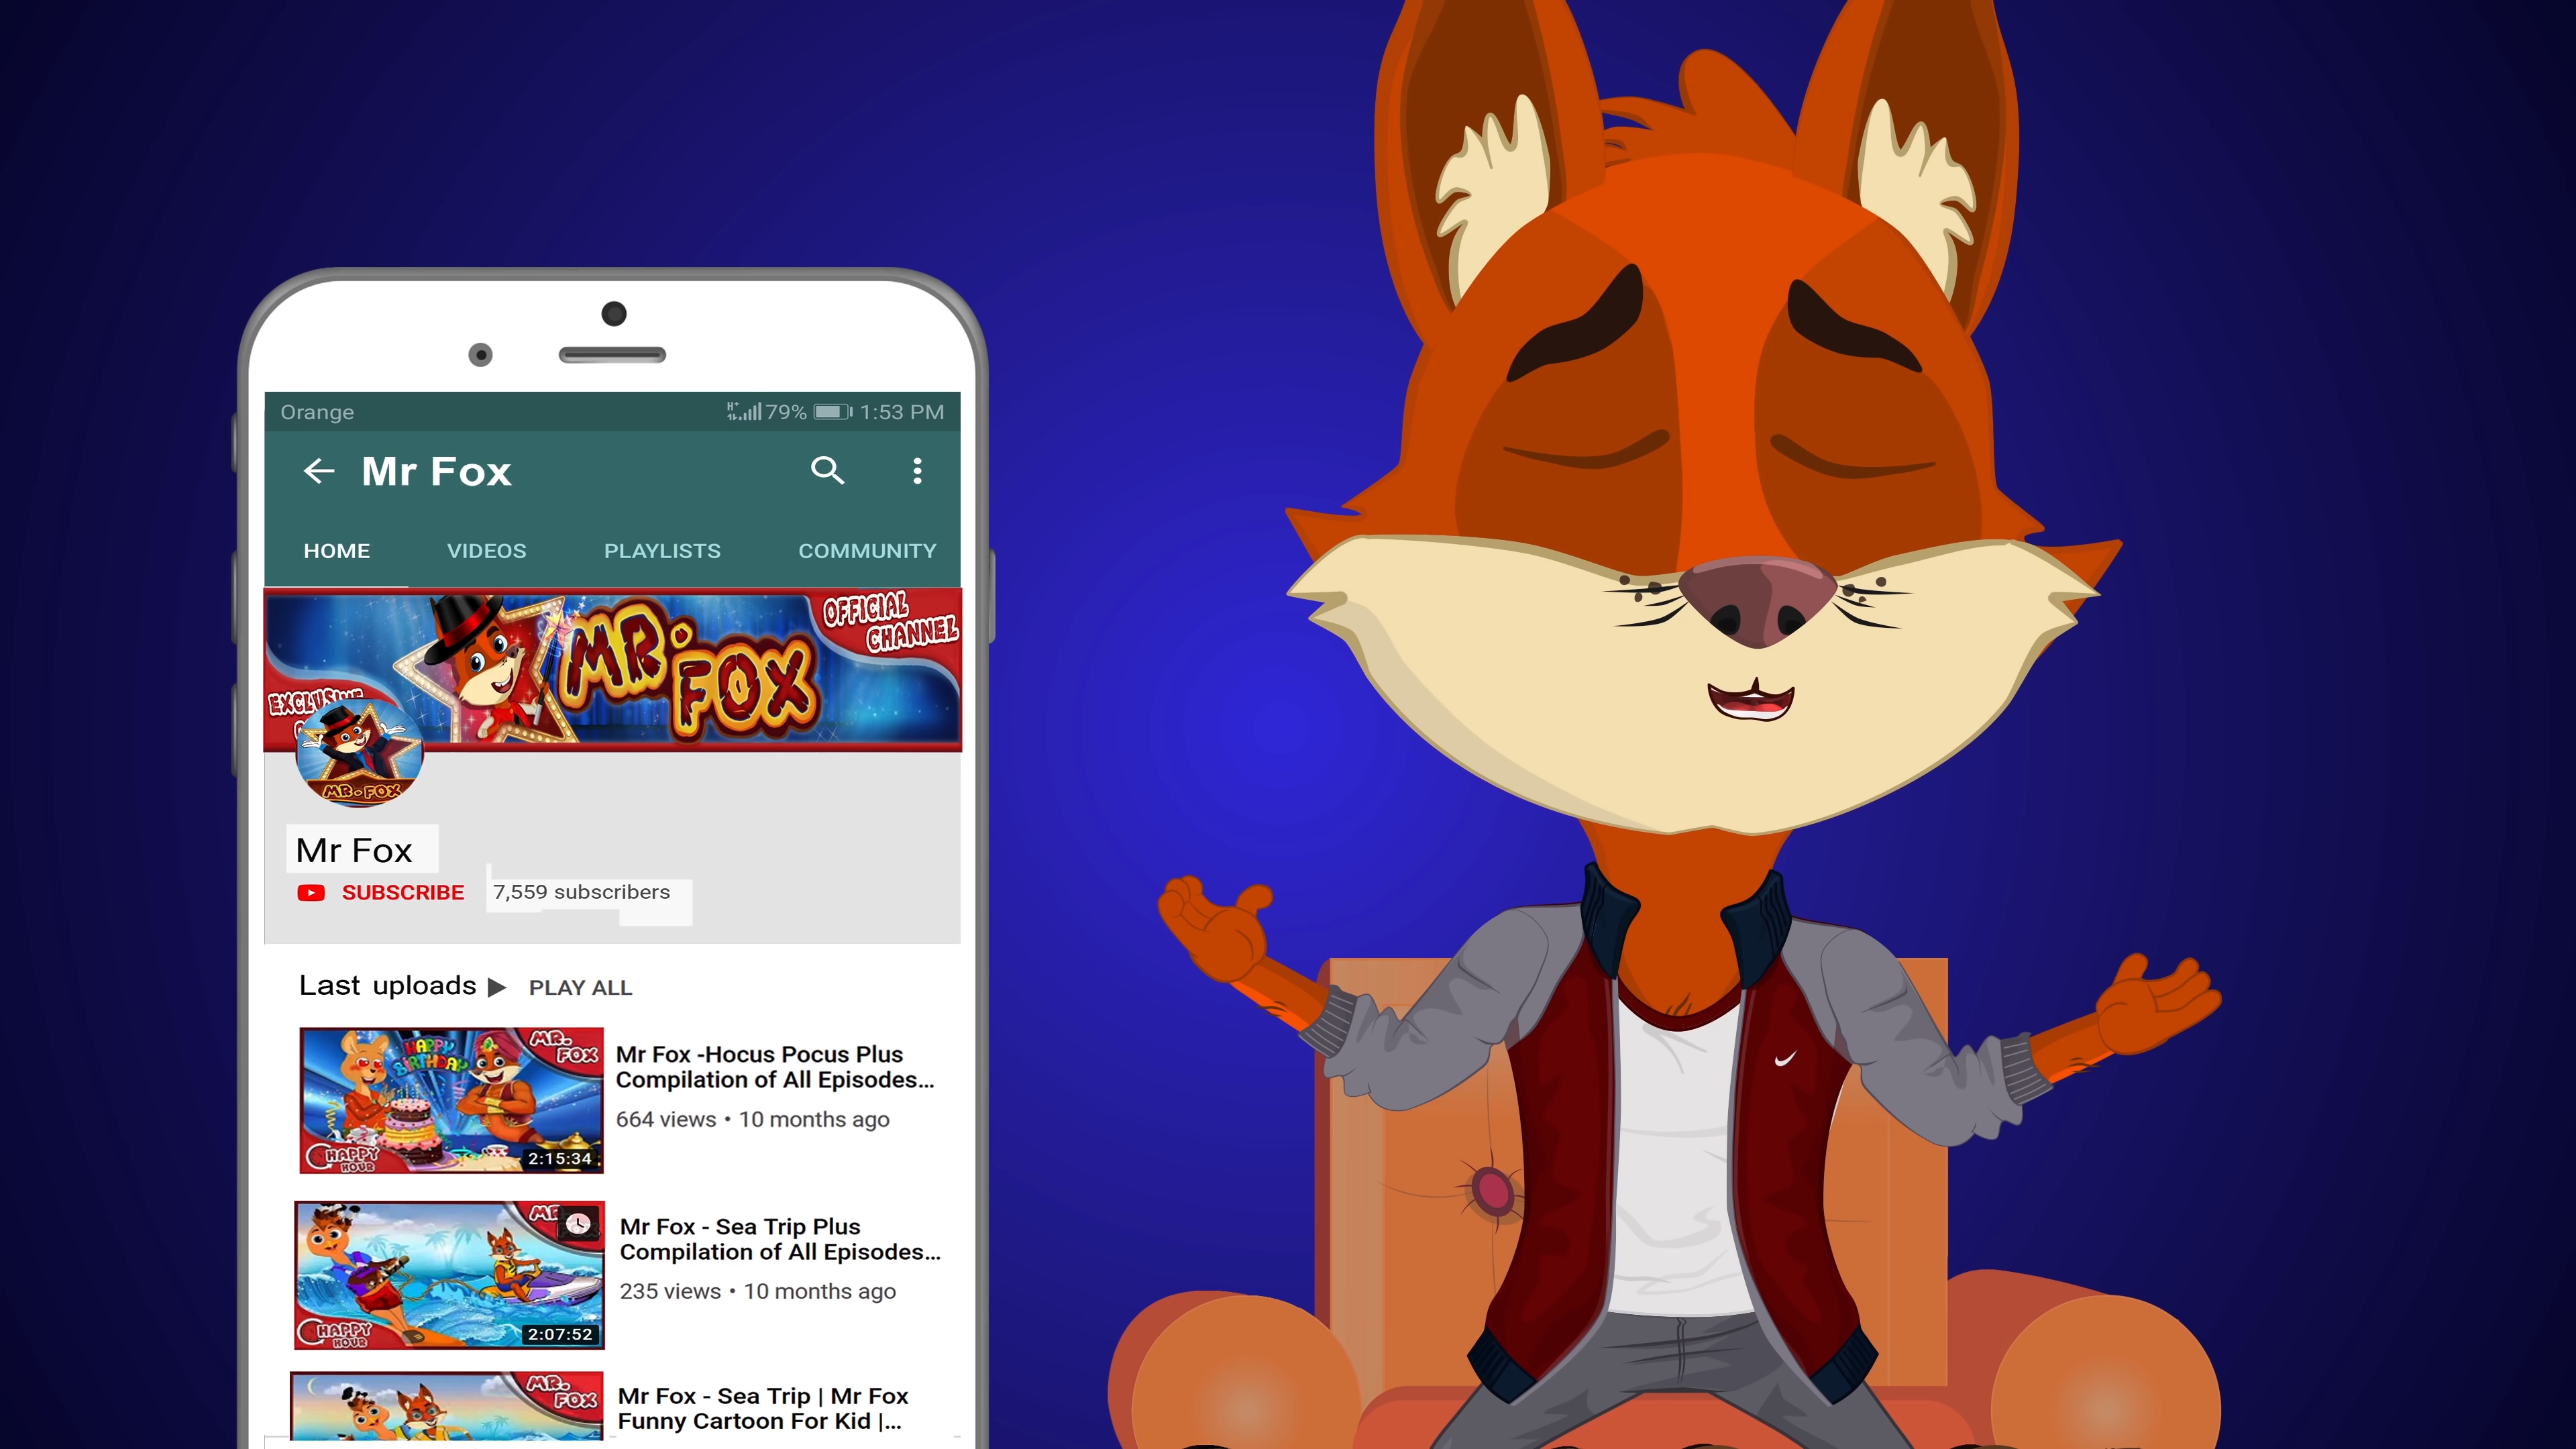 Orange
79% 1:53 PM
Mr Fox
HOME VIDEOS PLAYLISTS COMMUNITY
OFFICIAL
CHANNEL
MR.
FOX
MR. FOX
Mr Fox
SUBSCRIBE 7,559 subscribers
Last uploads PLAY ALL
MR.
FOX
HAPPY
BIRTHDAY
HAPPY
HOUR
2:15:34
Mr Fox -Hocus Pocus Plus
Compilation of All Episodes...
664 views • 10 months ago
HAPPY
HOUR
2:07:52
Mr Fox - Sea Trip Plus
Compilation of All Episodes...
235 views • 10 months ago
MR.
FOX
Mr Fox - Sea Trip | Mr Fox
Funny Cartoon For Kid |...